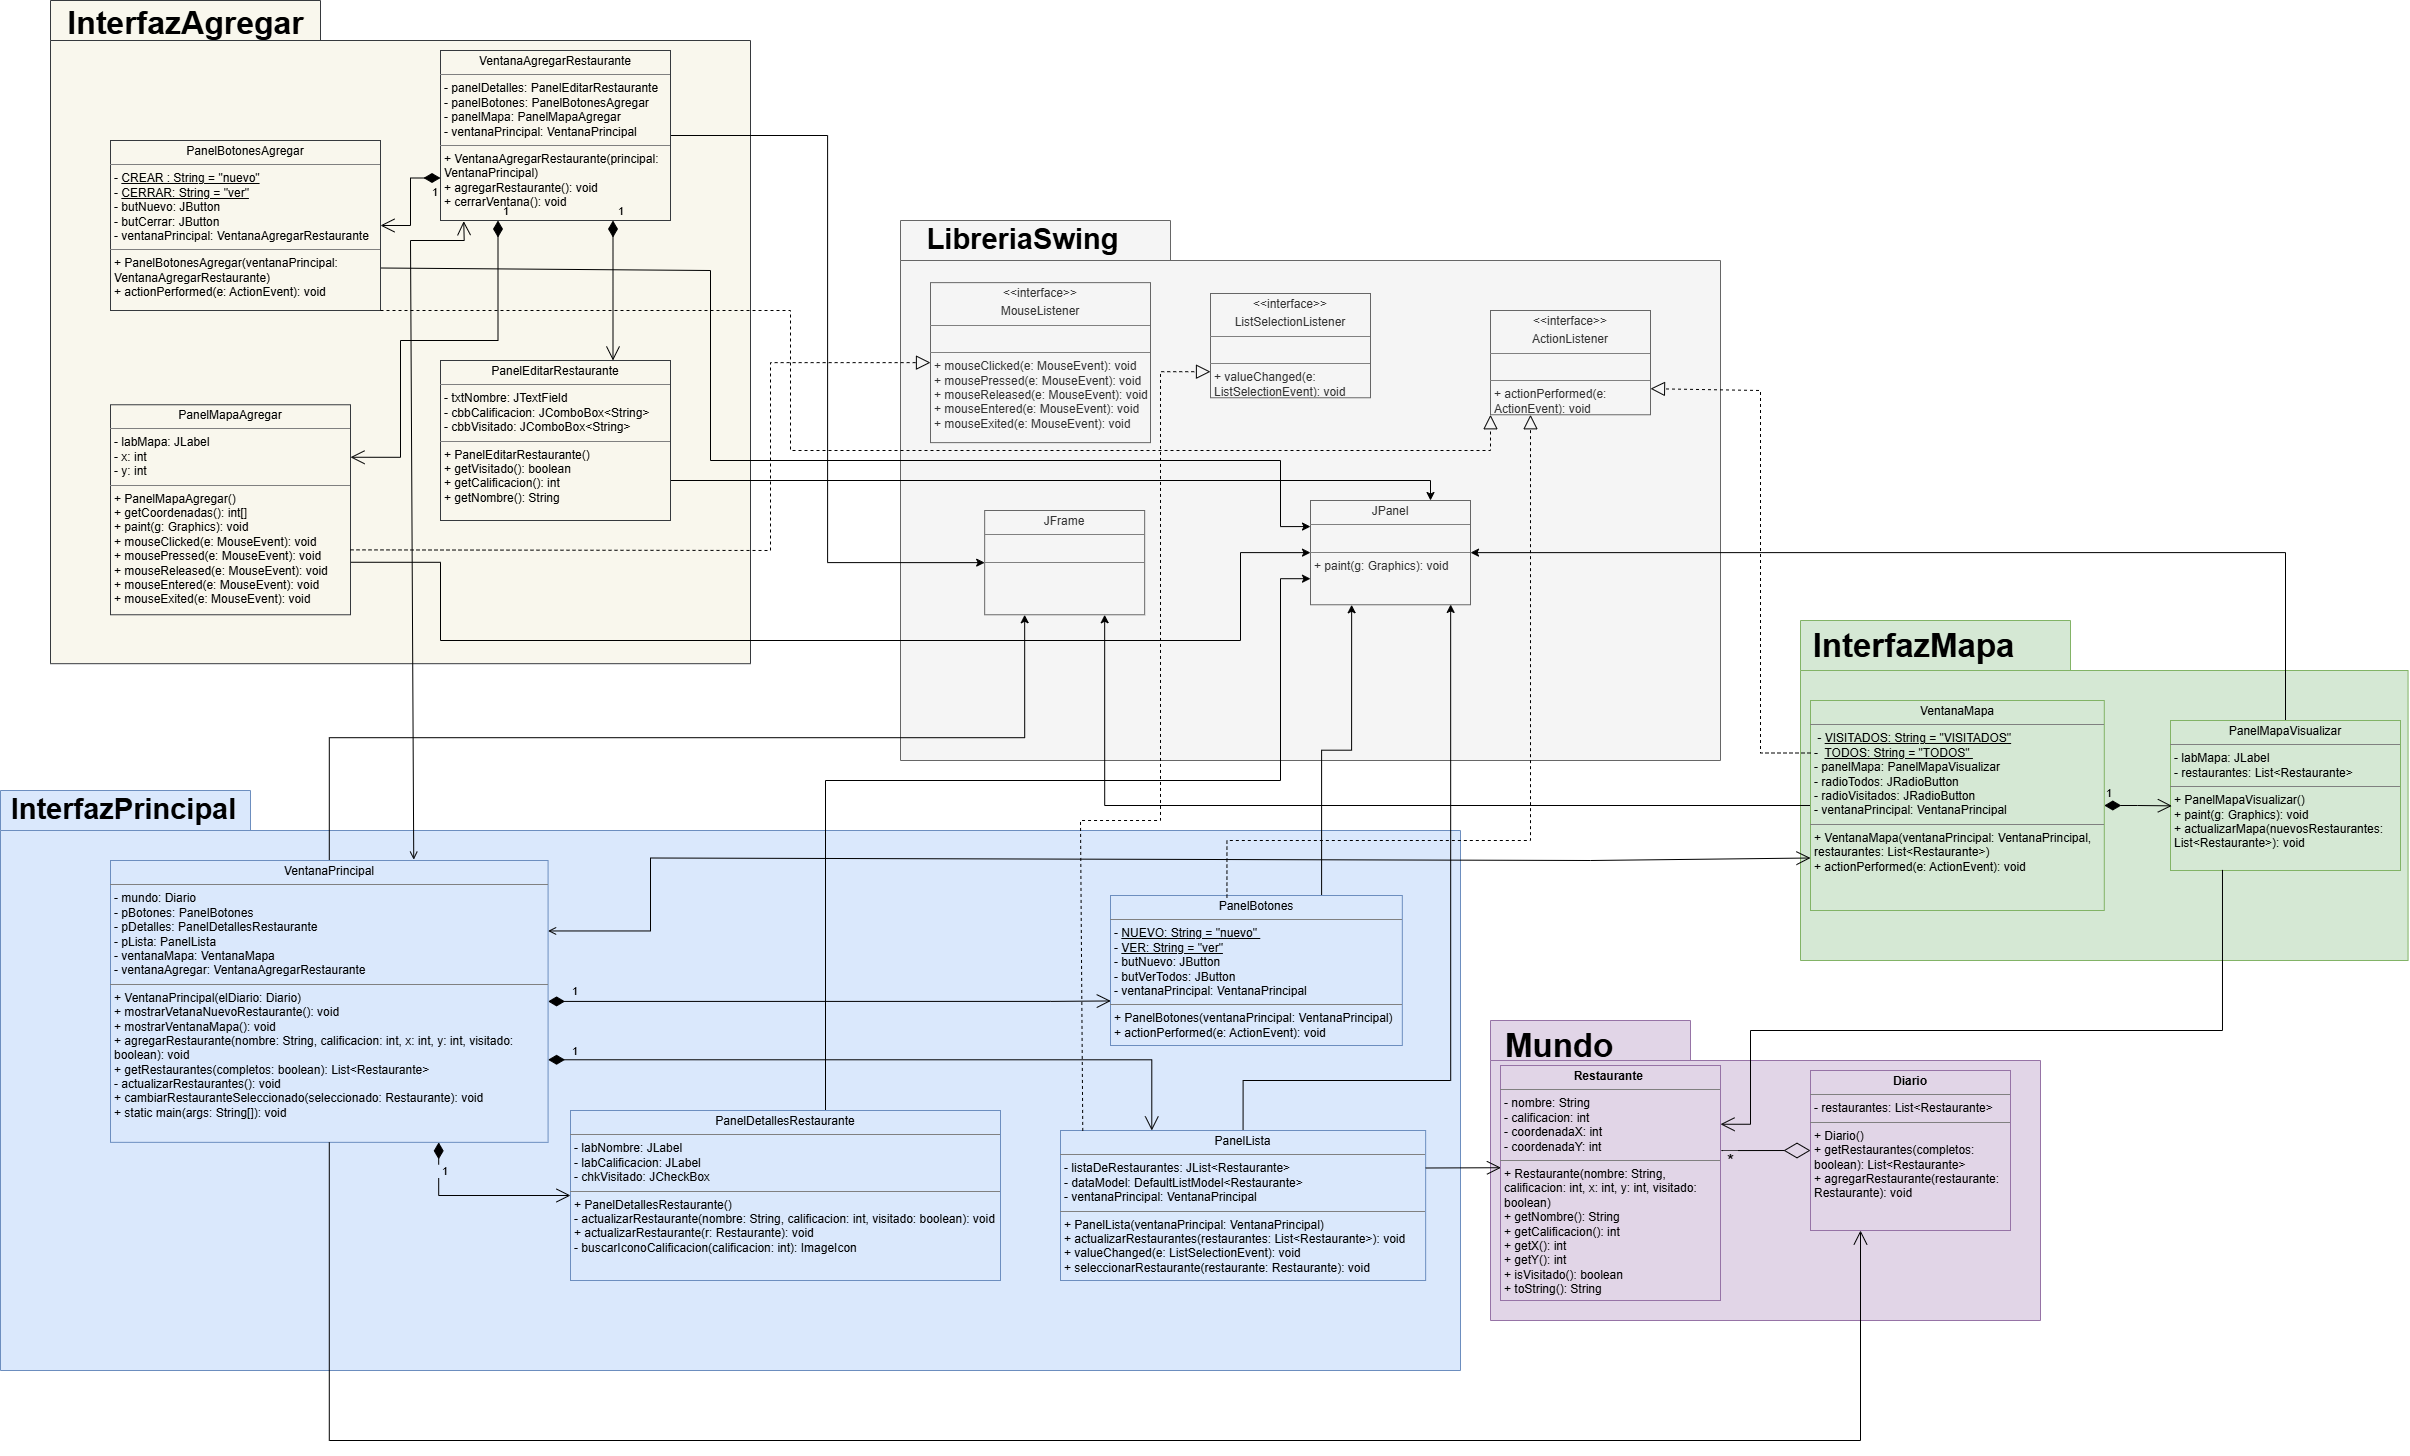 InterfazAgregar
VentanaAgregarRestaurante
- panelDetalles: PanelEditarRestaurante
- panelBotones: PanelBotonesAgregar
- panelMapa: PanelMapaAgregar
- ventanaPrincipal: VentanaPrincipal
+ VentanaAgregarRestaurante(principal:
VentanaPrincipal)
+ agregarRestaurante(): void
+ cerrarVentana(): void
1
1
1
PanelBotonesAgregar
- CREAR : String = "nuevo"
- CERRAR: String = "ver"
- butNuevo: JButton
- butCerrar: JButton
- ventanaPrincipal: VentanaAgregarRestaurante
+ PanelBotonesAgregar(ventanaPrincipal:
VentanaAgregarRestaurante)
+ actionPerformed(e: ActionEvent): void
PanelEditarRestaurante
- txtNombre: JTextField
- cbbCalificacion: JComboBox<String>
- cbbVisitado: JComboBox<String>
+ PanelEditarRestaurante()
+ getVisitado(): boolean
+ getCalificacion(): int
+ getNombre(): String
PanelMapaAgregar
- labMapa: JLabel
- x: int
- y: int
+ PanelMapaAgregar()
+ getCoordenadas(): int[]
+ paint(g: Graphics): void
+ mouseClicked(e: MouseEvent): void
+ mousePressed(e: MouseEvent): void
+ mouseReleased(e: MouseEvent): void
+ mouseEntered(e: MouseEvent): void
+ mouseExited(e: MouseEvent): void
LibreriaSwing
<<interface>>
MouseListener
+ mouseClicked(e: MouseEvent): void
+ mousePressed(e: MouseEvent): void
+ mouseReleased(e: MouseEvent): void
+ mouseEntered(e: MouseEvent): void
+ mouseExited(e: MouseEvent): void
<<interface>>
ListSelectionListener
+ valueChanged(e:
ListSelectionEvent): void
<<interface>>
ActionListener
+ actionPerformed(e:
ActionEvent): void
JFrame
JPanel
+ paint(g: Graphics): void
InterfazMapa
VentanaMapa
- VISITADOS: String = "VISITADOS"
- TODOS: String = "TODOS"
- panelMapa: PanelMapaVisualizar
- radioTodos: JRadioButton
- radioVisitados: JRadioButton
- ventanaPrincipal: VentanaPrincipal
+ VentanaMapa(ventanaPrincipal: VentanaPrincipal,
restaurantes: List<Restaurante>)
+ actionPerformed(e: ActionEvent): void
1
PanelMapaVisualizar
- labMapa: JLabel
- restaurantes: List<Restaurante>
+ PanelMapaVisualizar()
+ paint(g: Graphics): void
+ actualizarMapa(nuevosRestaurantes:
List<Restaurante>): void
InterfazPrincipal
VentanaPrincipal
- mundo: Diario
- pBotones: PanelBotones
- pDetalles: PanelDetallesRestaurante
- pLista: PanelLista
- ventanaMapa: VentanaMapa
- ventanaAgregar: VentanaAgregarRestaurante
+ VentanaPrincipal(elDiario: Diario)
+ mostrarVetanaNuevoRestaurante(): void
+ mostrarVentanaMapa(): void
+ agregarRestaurante(nombre: String, calificacion: int, x: int, y: int, visitado:
boolean): void
+ getRestaurantes(completos: boolean): List<Restaurante>
- actualizarRestaurantes(): void
+ cambiarRestauranteSeleccionado(seleccionado: Restaurante): void
+ static main(args: String[]): void
1
1
1
PanelBotones
- NUEVO: String = "nuevo"
- VER: String = "ver"
- butNuevo: JButton
- butVerTodos: JButton
- ventanaPrincipal: VentanaPrincipal
+ PanelBotones(ventanaPrincipal: VentanaPrincipal)
+ actionPerformed(e: ActionEvent): void
PanelDetallesRestaurante
- labNombre: JLabel
- labCalificacion: JLabel
- chkVisitado: JCheckBox
+ PanelDetallesRestaurante()
- actualizarRestaurante(nombre: String, calificacion: int, visitado: boolean): void
+ actualizarRestaurante(r: Restaurante): void
- buscarIconoCalificacion(calificacion: int): ImageIcon
PanelLista
- listaDeRestaurantes: JList<Restaurante>
- dataModel: DefaultListModel<Restaurante>
- ventanaPrincipal: VentanaPrincipal
+ PanelLista(ventanaPrincipal: VentanaPrincipal)
+ actualizarRestaurantes(restaurantes: List<Restaurante>): void
+ valueChanged(e: ListSelectionEvent): void
+ seleccionarRestaurante(restaurante: Restaurante): void
Mundo
Restaurante
- nombre: String
- calificacion: int
- coordenadaX: int
- coordenadaY: int
+ Restaurante(nombre: String,
calificacion: int, x: int, y: int, visitado:
boolean)
+ getNombre(): String
+ getCalificacion(): int
+ getX(): int
+ getY(): int
+ isVisitado(): boolean
+ toString(): String
*
Diario
- restaurantes: List<Restaurante>
+ Diario()
+ getRestaurantes(completos:
boolean): List<Restaurante>
+ agregarRestaurante(restaurante:
Restaurante): void